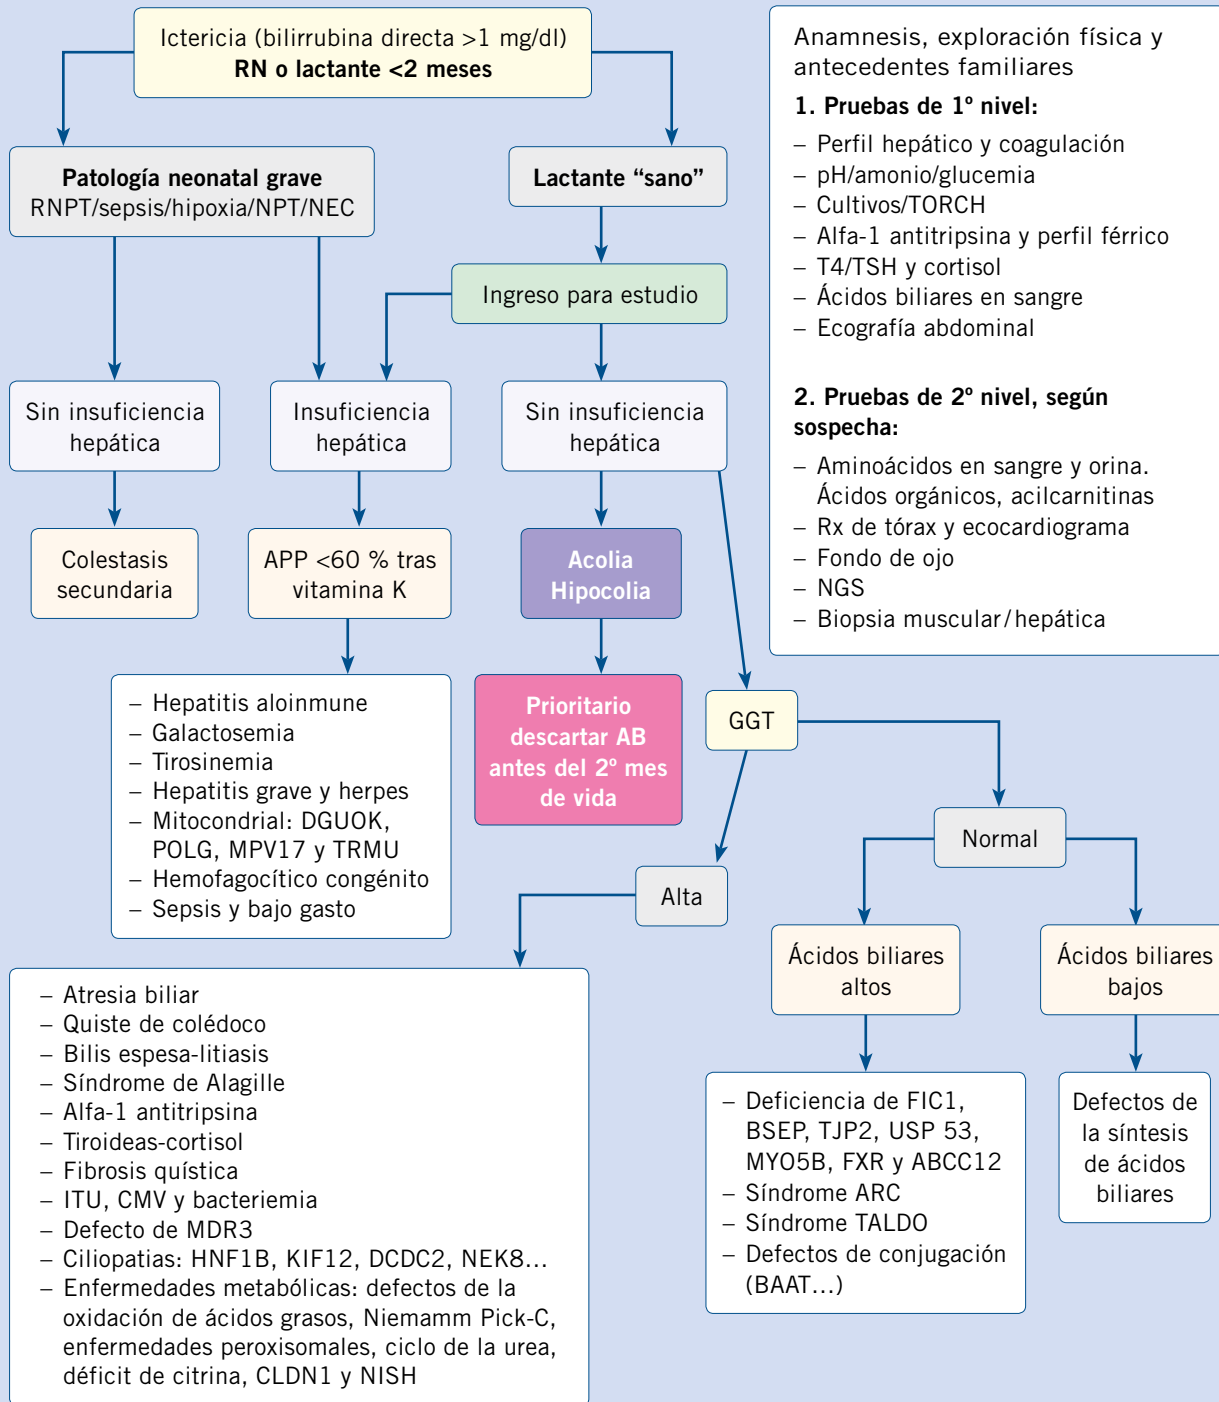 Ictericia (bilirrubina directa >1 mg/dl)
RN o lactante <2 meses
Patología neonatal grave
RNPT/sepsis/hipoxia/NPT/NEC
Lactante “sano”
Ingreso para estudio
Sin insuficiencia
hepática
Insuficiencia
hepática
Sin insuficiencia
hepática
Colestasis
secundaria
APP <60 % tras
vitamina K
Acolia
Hipocolia
– Hepatitis aloinmune
– Galactosemia
– Tirosinemia
– Hepatitis grave y herpes
– Mitocondrial: DGUOK,
POLG, MPV17 y TRMU
– Hemofagocítico congénito
– Sepsis y bajo gasto
Prioritario
descartar AB
antes del 2º mes
de vida
GGT
Alta
Normal
– Atresia biliar
– Quiste de colédoco
– Bilis espesa-litiasis
– Síndrome de Alagille
– Alfa-1 antitripsina
– Tiroideas-cortisol
– Fibrosis quística
– ITU, CMV y bacteriemia
– Defecto de MDR3
– Ciliopatias: HNF1B, KIF12, DCDC2, NEK8...
– Enfermedades metabólicas: defectos de la
oxidación de ácidos grasos, Niemamm Pick-C,
enfermedades peroxisomales, ciclo de la urea,
déficit de citrina, CLDN1 y NISH
Ácidos biliares
altos
Ácidos biliares
bajos
– Deficiencia de FIC1,
BSEP, TJP2, USP 53,
MYO5B, FXR y ABCC12
– Síndrome ARC
– Síndrome TALDO
– Defectos de conjugación
(BAAT...)
Defectos de
la síntesis
de ácidos
biliares
Anamnesis, exploración física y
antecedentes familiares
1. Pruebas de 1º nivel:
– Perfil hepático y coagulación
– pH/amonio/glucemia
– Cultivos/TORCH
– Alfa-1 antitripsina y perfil férrico
– T4/TSH y cortisol
– Ácidos biliares en sangre
– Ecografía abdominal
2. Pruebas de 2º nivel, según
sospecha:
– Aminoácidos en sangre y orina.
Ácidos orgánicos, acilcarnitinas
– Rx de tórax y ecocardiograma
– Fondo de ojo
– NGS
– Biopsia muscular/hepática